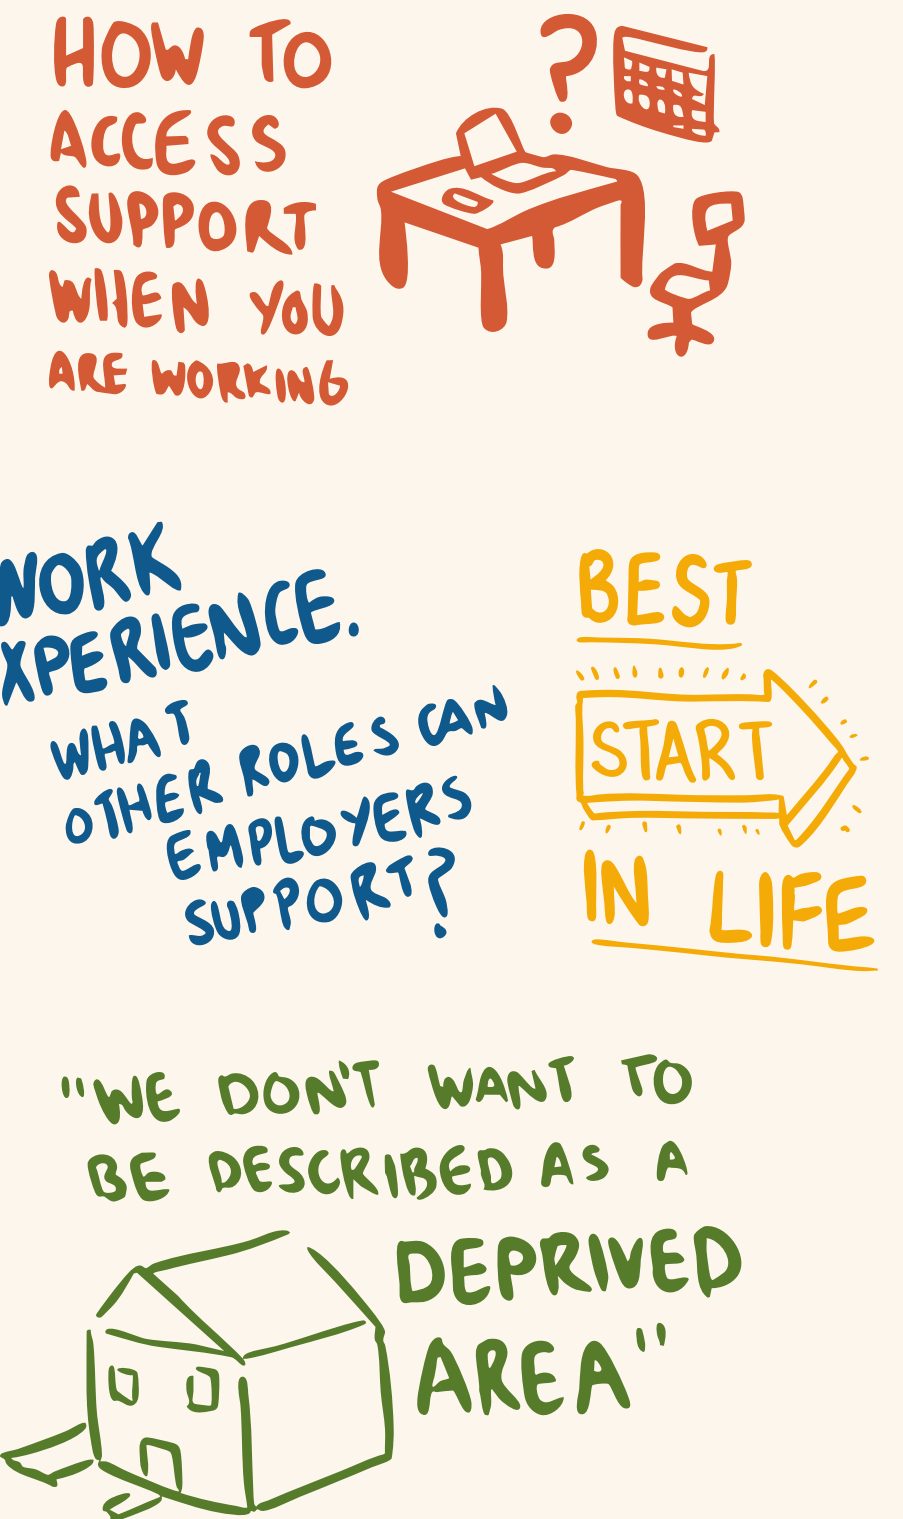 HOW TO
ACCESS
SUPPORT
WHEN YOU
ARE WORKING
?
WORK
XPERIENCE.
WHAT
OTHER ROLES CAN
EMPLOYERS
SUPPORT?
BEST
START
IN LIFE
"WE DON'T WANT TO
BE DESCRIBED AS A
DEPRIVED
AREA"